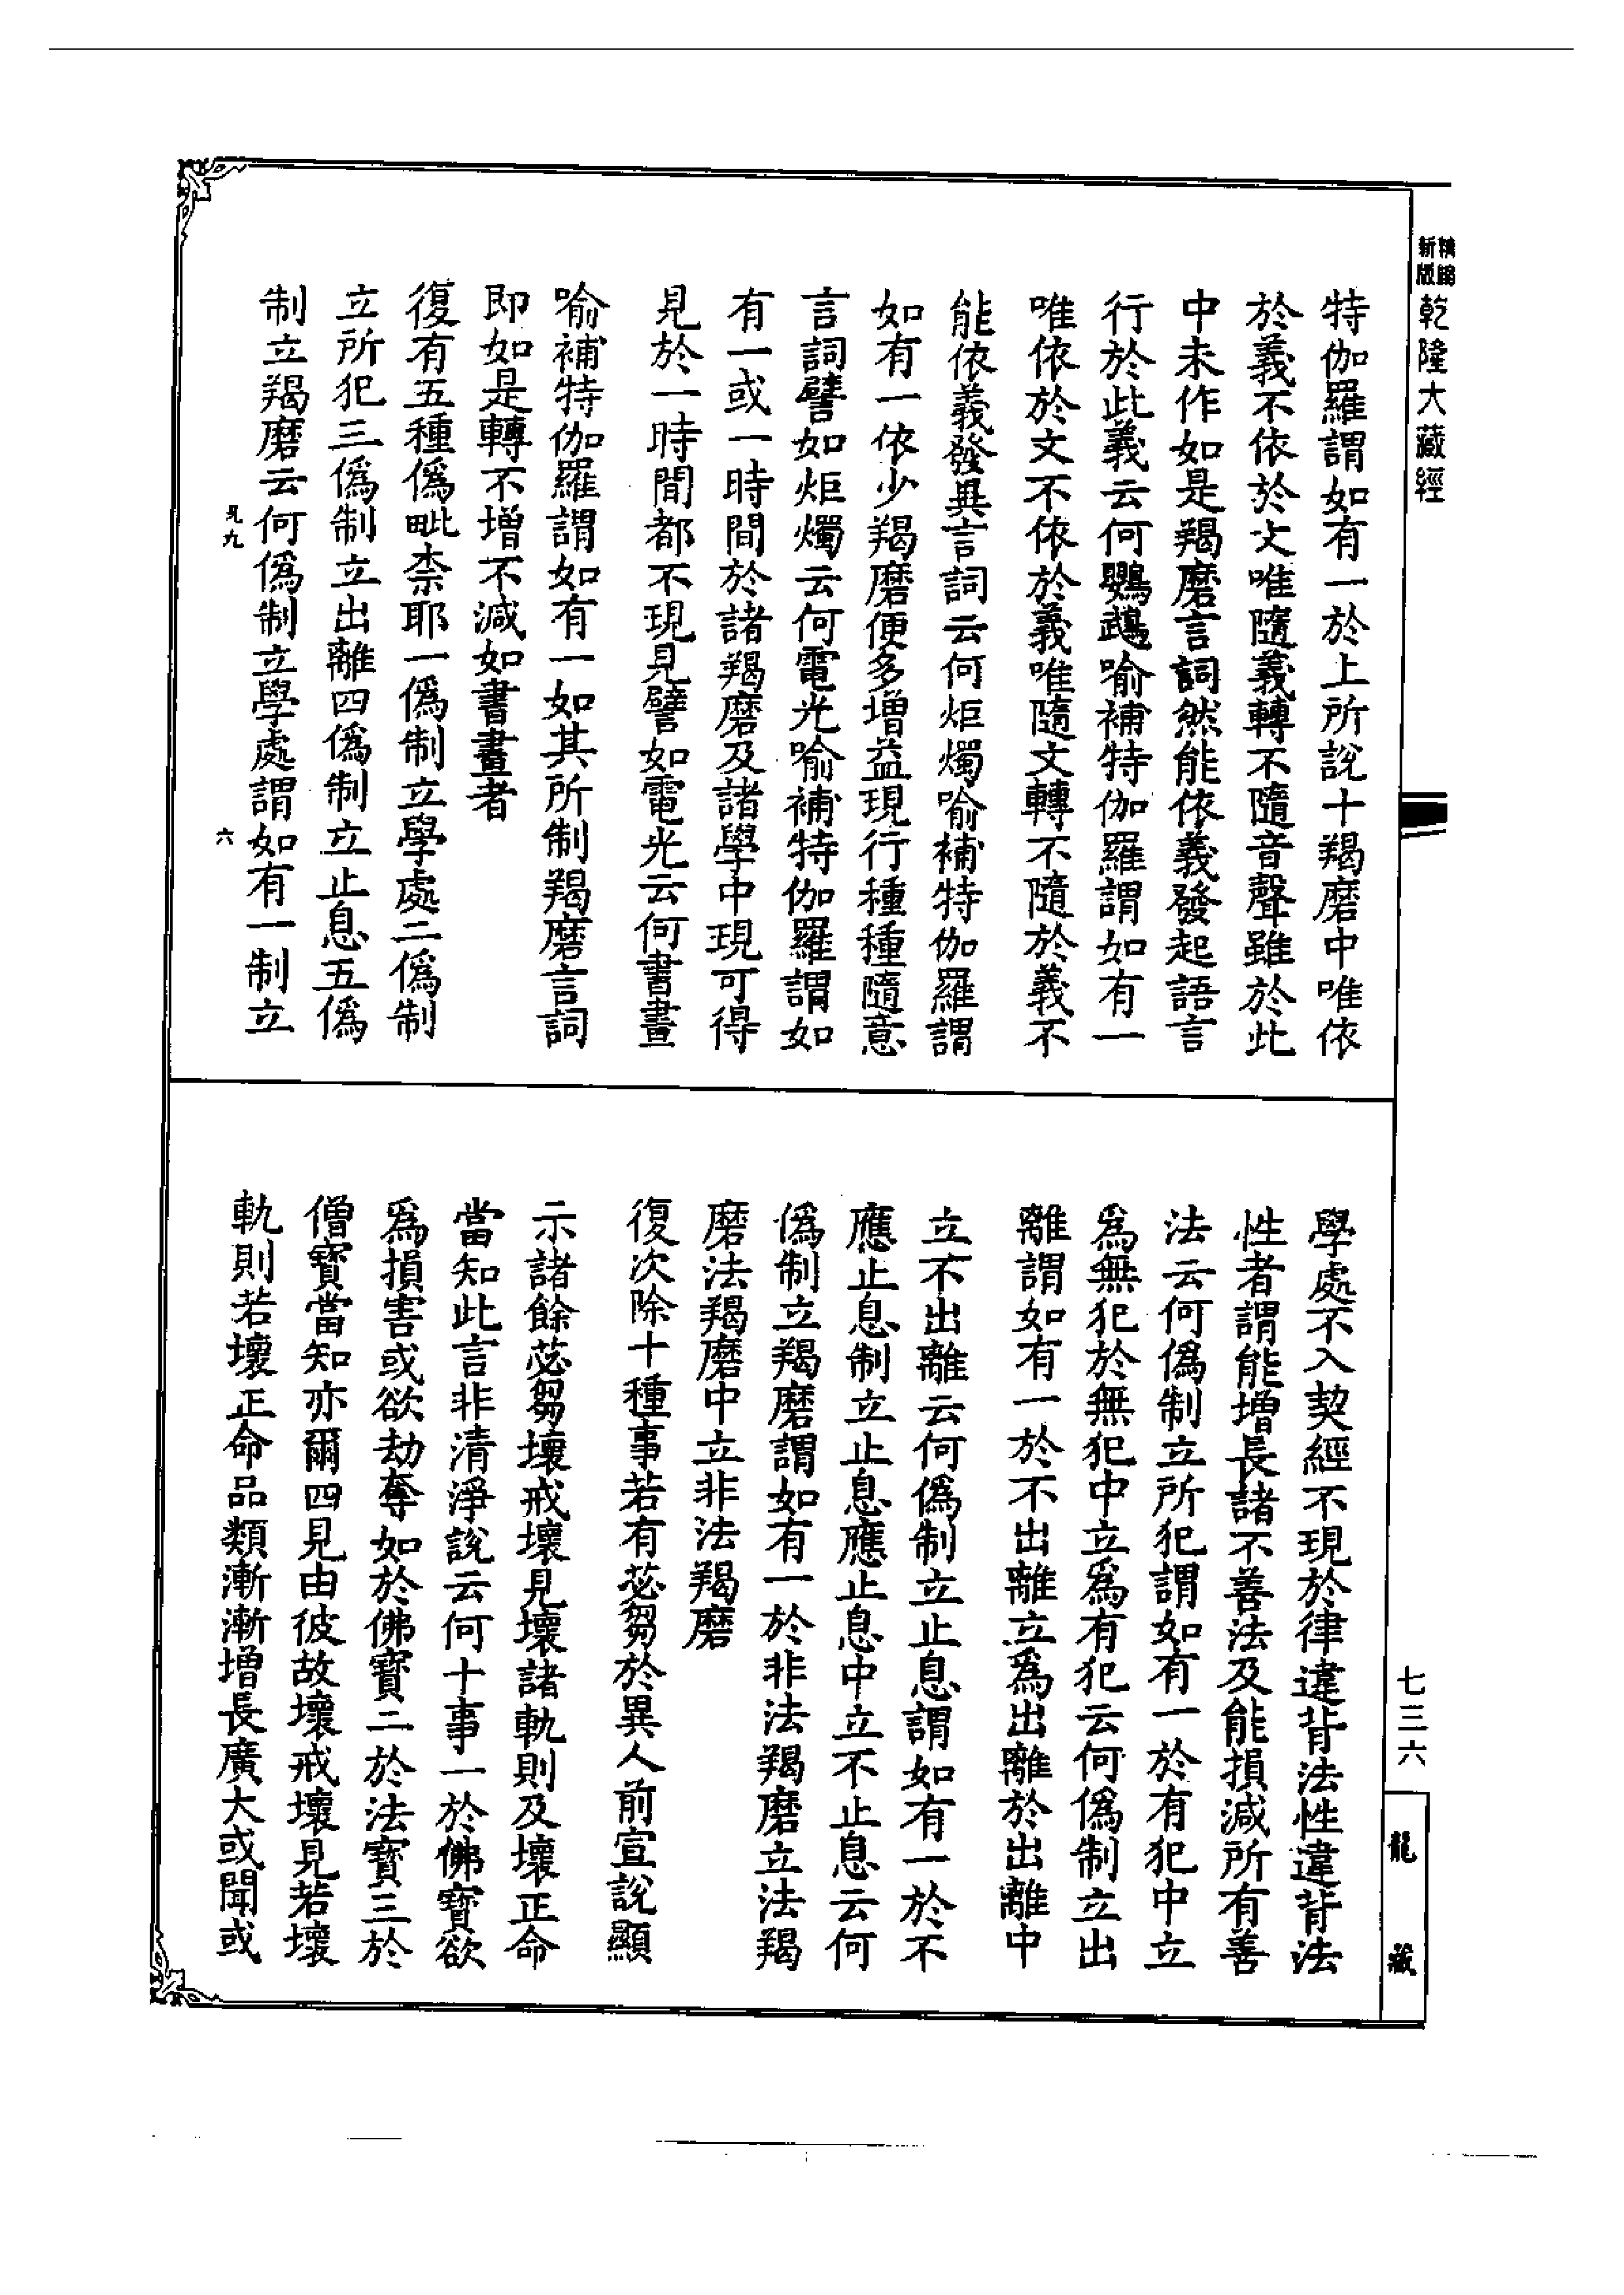 新版 精縮
乾隆大藏經
特伽羅謂如有一於上所說十羯磨中唯依
於義不依於文唯隨義轉不隨音聲雖於此
中未作如是羯磨言詞然能依義發起語言
行於此義云何鸚鵡喻補特伽羅謂如有一
唯依於文不依於義唯隨文轉不隨於義不
能依義發異言詞云何炬燭喻補特伽羅謂
如有一依少羯磨便多增益現行種種隨意
言詞譬如炬燭云何電光喻補特伽羅謂如
有一或一時間於諸羯磨及諸學中現可得
見於一時間都不現見譬如電光云何書畫
喻補特伽羅謂如有一如其所制羯磨言詞
即如是轉不增不減如書畫者
復有五種偽毗柰耶一偽制立學處二偽制
立所犯三偽制立出離四偽制立止息五偽
制立羯磨云何偽制立學處謂如有一制立
六
學處不入契經不現於律違背法性違背法
性者謂能增長諸不善法及能損減所有善
法云何偽制立所犯謂如有一於有犯中立
爲無犯於無犯中立爲有犯云何偽制立出
離謂如有一於不出離立爲出離於出離中
立不出離云何偽制立止息謂如有一於不
應止息制立止息應止息中立不止息云何
偽制立羯磨謂如有一於非法羯磨立法羯
磨法羯磨中立非法羯磨
復次除十種事若有苾芻於異人前宣說顯
示諸餘苾芻壞戒壞見壞諸軌則及壞正命
當知此言非清淨說云何十事一於佛寶欲
爲損害或欲劫奪如於佛寶二於法寶三於
僧寶當知亦爾四見由彼故壞戒壞見若壞
軌則若壞正命品類漸漸增長廣大或聞或
七三六
龍藏